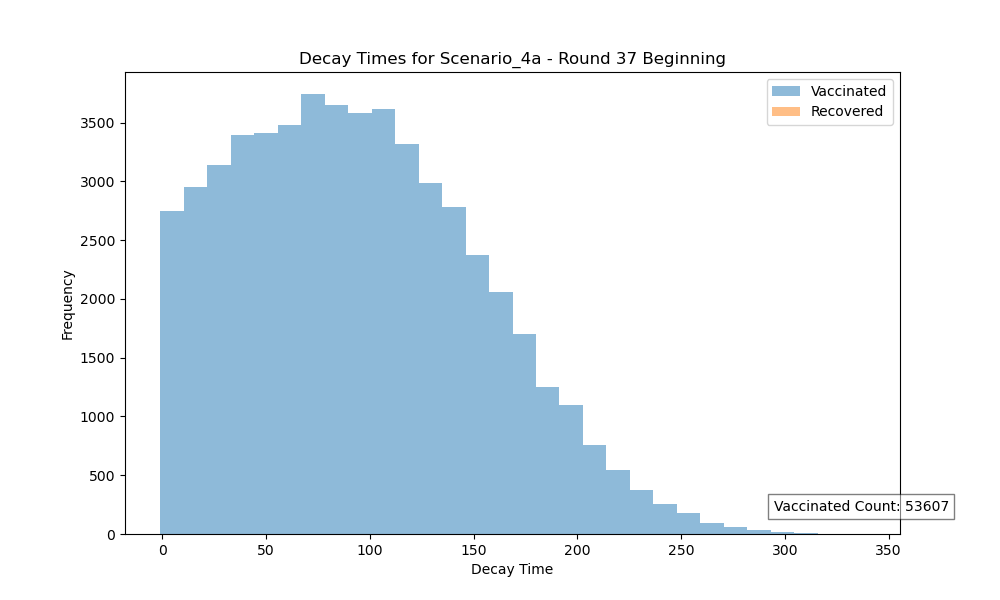 Decay Times for Scenario_4a - Round 37 Beginning
Vaccinated
Recovered
3500
3000
2500
2000
1500
1000
500
0
Frequency
Vaccinated Count: 53607
0 50 100 150 200 250 300 350
Decay Time